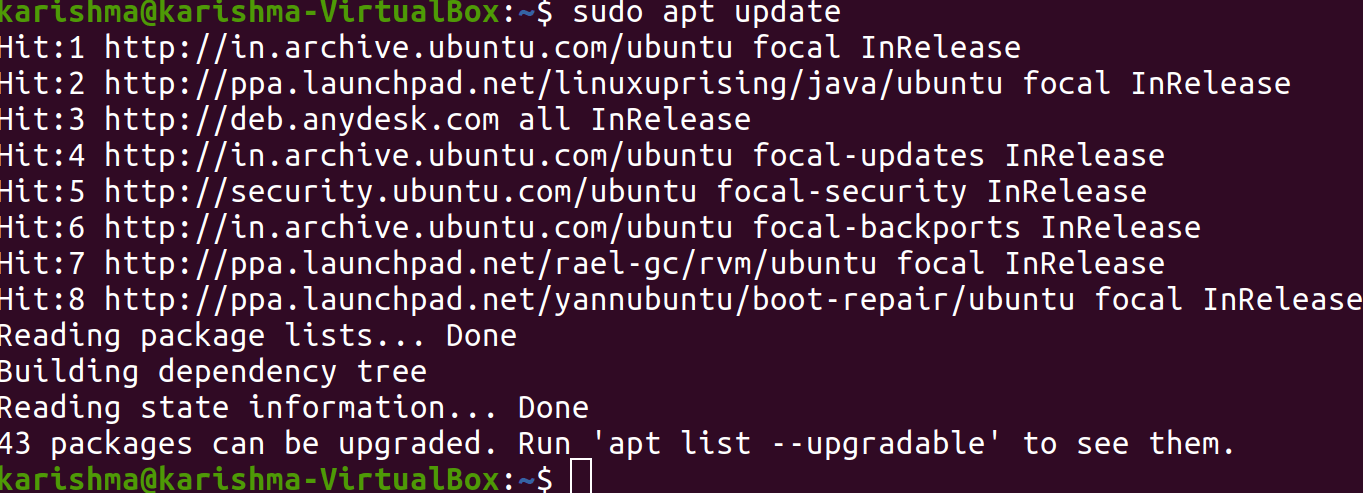 karishma@karishma-VirtualBox:~$ sudo apt update
Hit:1 http://in.archive.ubuntu.com/ubuntu focal InRelease
Hit:2 http://ppa.launchpad.net/linuxuprising/java/ubuntu focal InRelease
Hit:3 http://deb.anydesk.com all InRelease
Hit:4 http://in.archive.ubuntu.com/ubuntu focal-updates InRelease
Hit:5 http://security.ubuntu.com/ubuntu focal-security InRelease
Hit:6 http://in.archive.ubuntu.com/ubuntu focal-backports InRelease
Hit:7 http://ppa.launchpad.net/rael-gc/rvm/ubuntu focal InRelease
Hit:8 http://ppa.launchpad.net/yannubuntu/boot-repair/ubuntu focal InRelease
Reading package lists... Done
Building dependency tree
Reading state information... Done
43 packages can be upgraded. Run 'apt list --upgradable' to see them.
karishma@karishma-VirtualBox:~$